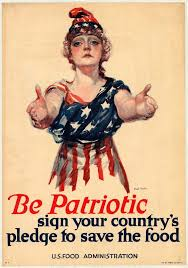 Be Patriotic
sign your country's
pledge to save the food
U.S. FOOD ADMINISTRATION